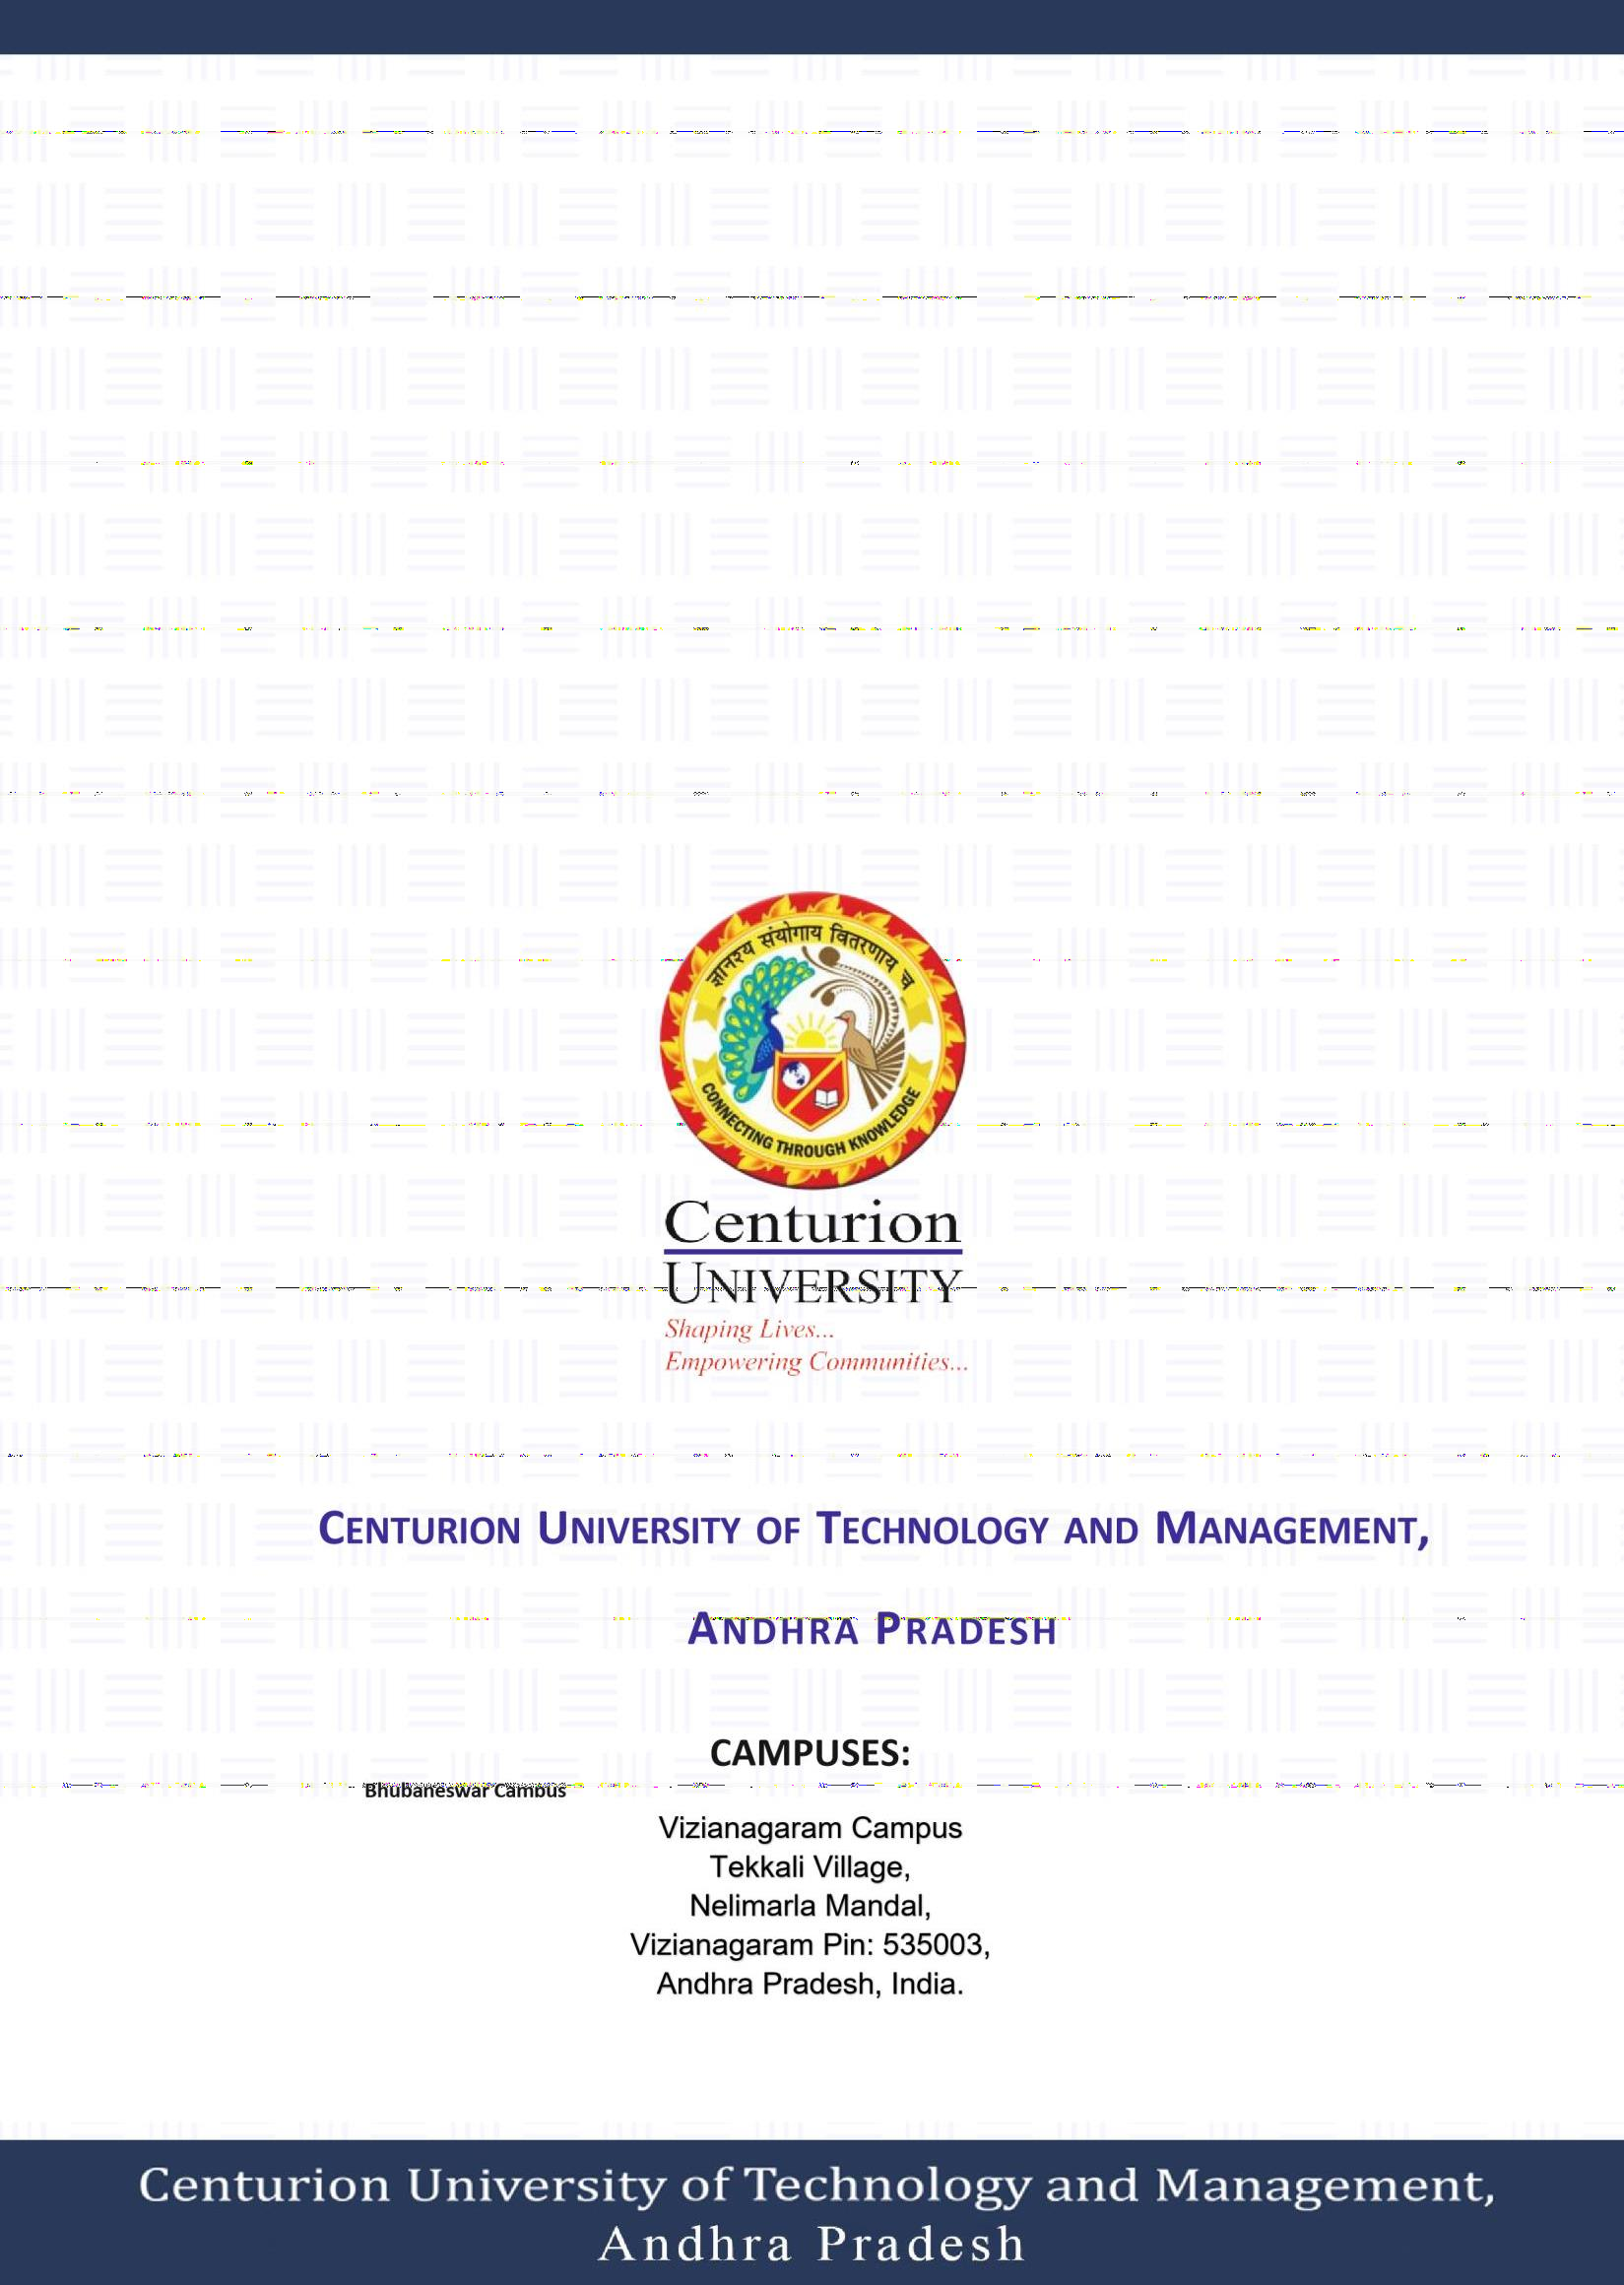 ज्ञानश्य संयोगाय वितरणाय च
CONNECTING THROUGH KNOWLEDGE
Centurion
UNIVERSITY
Shaping Lives...
Empowering Communities...
CENTURION UNIVERSITY OF TECHNOLOGY AND MANAGEMENT,
ANDHRA PRADESH
CAMPUSES:
Bhubaneswar Campus
Vizianagaram Campus
Tekkali Village,
Nelimarla Mandal,
Vizianagaram Pin: 535003,
Andhra Pradesh, India.
Centurion University of Technology and Management,
Andhra Pradesh